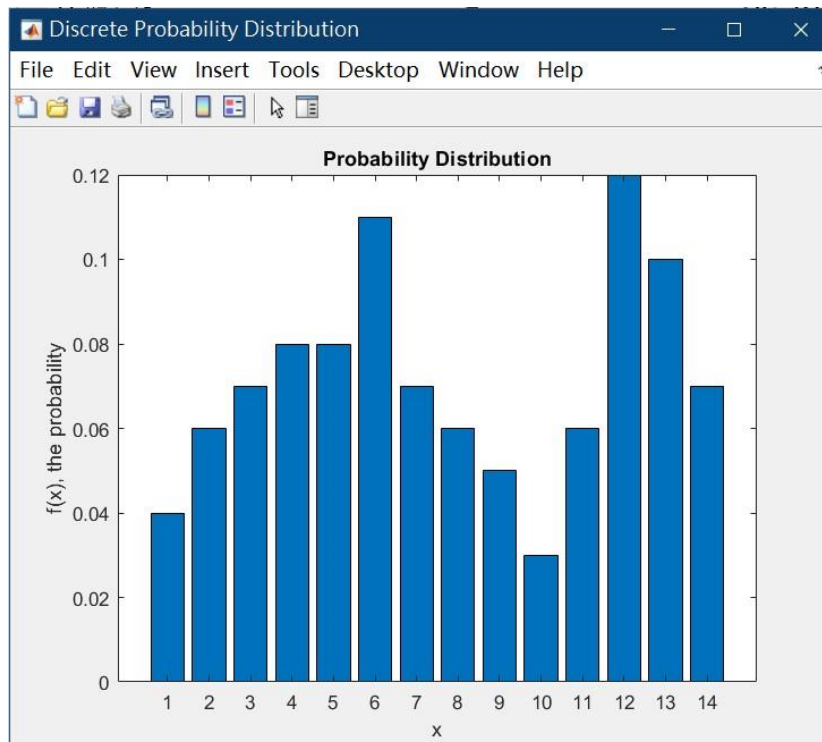 Discrete Probability Distribution
File Edit View Insert Tools Desktop Window Help
Probability Distribution
0.12
0.1
0.08
0.06
0.04
0.02
0
f(x), the probability
1 2 3 4 5 6 7 8 9 10 11 12 13 14
x